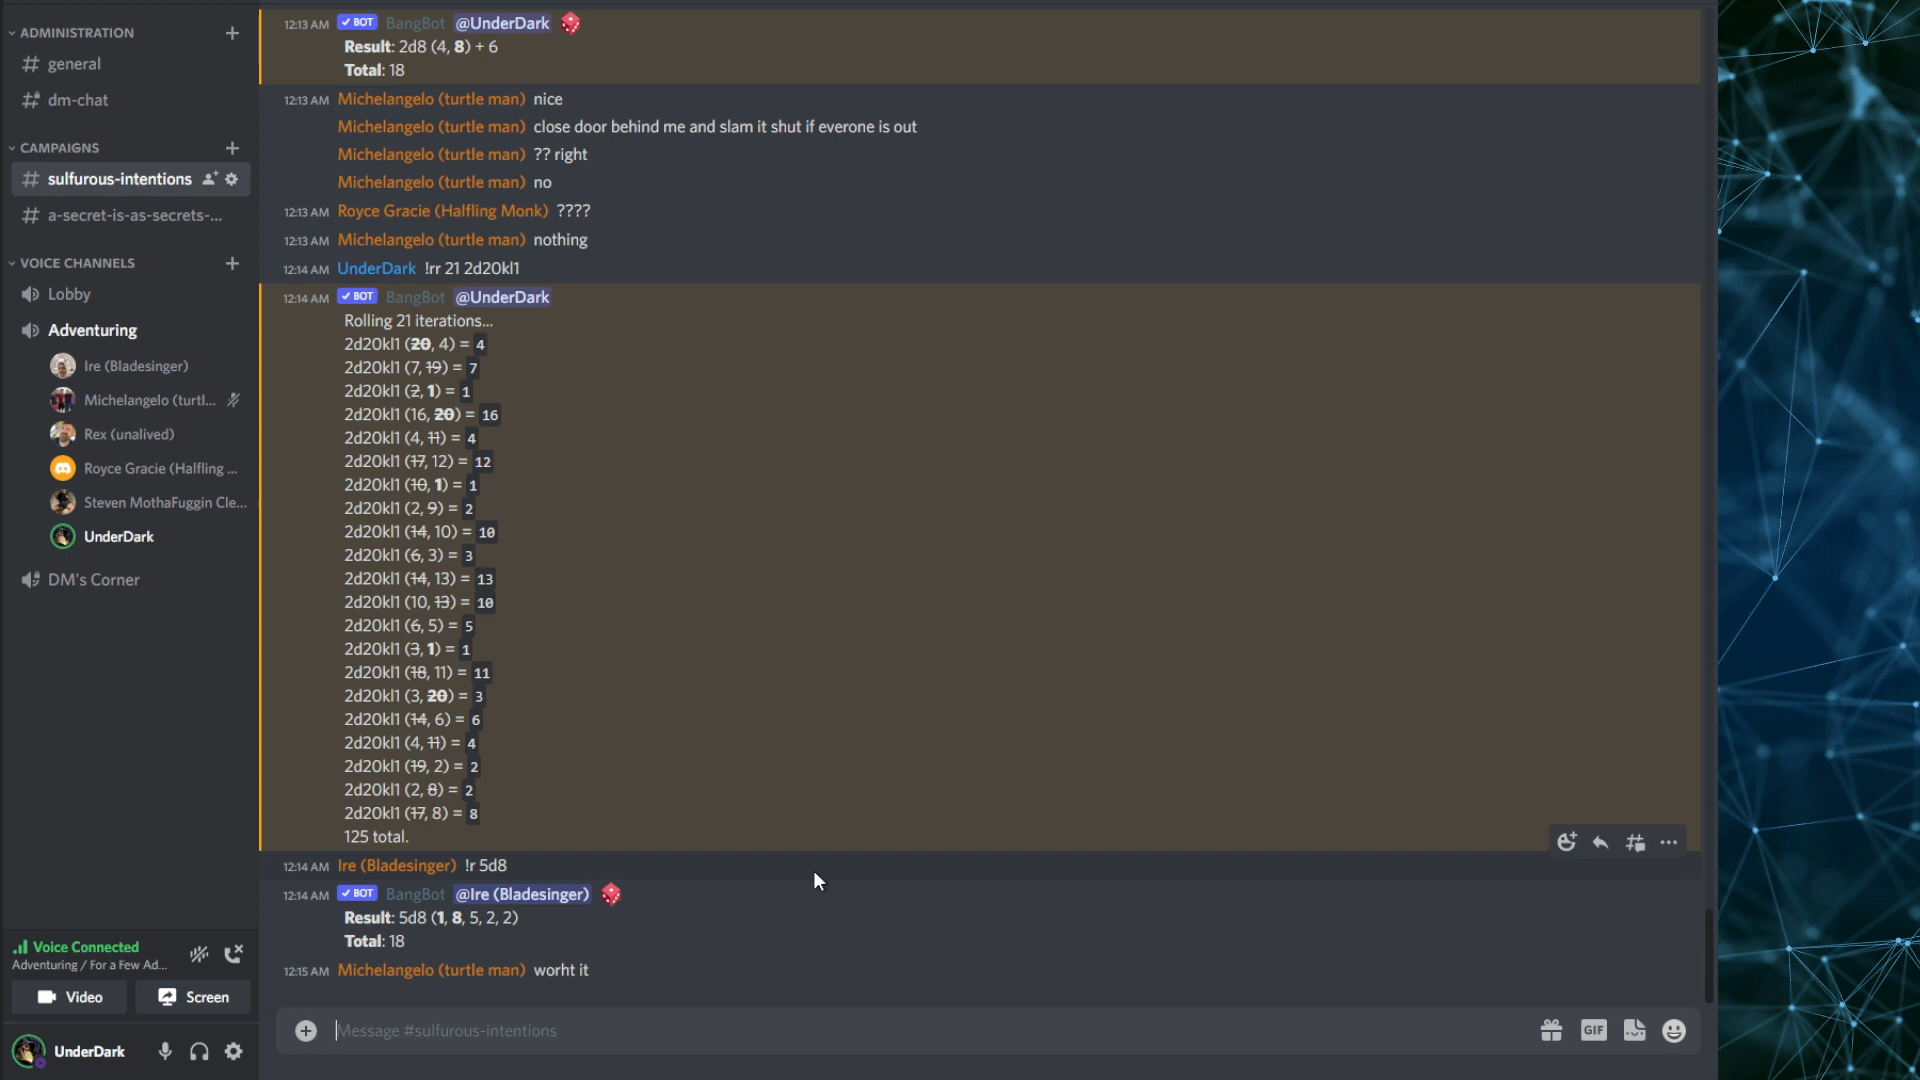 ADMINISTRATION
general
dm-chat
CAMPAIGNS
sulfurous-intentions
a-secret-is-as-secrets-...
VOICE CHANNELS
Lobby
Adventuring
Ire (Bladesinger)
Michelangelo (turtl...
Rex (unalived)
Royce Gracie (Halfling ...
Steven MothaFuggin Cle...
UnderDark
DM's Corner
Voice Connected
Adventuring / For a Few Ad...
Video
Screen
UnderDark
12:13 AM BOT BangBot @UnderDark
Result: 2d8 (4, 8) + 6
Total: 18
12:13 AM Michelangelo (turtle man) nice
Michelangelo (turtle man) close door behind me and slam it shut if everone is out
Michelangelo (turtle man) ?? right
Michelangelo (turtle man) no
12:13 AM Royce Gracie (Halfling Monk) ????
12:13 AM Michelangelo (turtle man) nothing
12:14 AM UnderDark !rr 21 2d20kl1
12:14 AM BOT BangBot @UnderDark
Rolling 21 iterations...
2d20kl1 (20, 4) = 4
2d20kl1 (7, 19) = 7
2d20kl1 (2, 1) = 1
2d20kl1 (16, 20) = 16
2d20kl1 (4, 11) = 4
2d20kl1 (17, 12) = 12
2d20kl1 (10, 1) = 1
2d20kl1 (2, 9) = 2
2d20kl1 (14, 10) = 10
2d20kl1 (6, 3) = 3
2d20kl1 (14, 13) = 13
2d20kl1 (10, 13) = 10
2d20kl1 (6, 5) = 5
2d20kl1 (3, 1) = 1
2d20kl1 (18, 11) = 11
2d20kl1 (3, 20) = 3
2d20kl1 (14, 6) = 6
2d20kl1 (4, 11) = 4
2d20kl1 (19, 2) = 2
2d20kl1 (2, 8) = 2
2d20kl1 (17, 8) = 8
125 total.
12:14 AM Ire (Bladesinger) !r 5d8
12:14 AM BOT BangBot @Ire (Bladesinger)
Result: 5d8 (1, 8, 5, 2, 2)
Total: 18
12:15 AM Michelangelo (turtle man) worht it
Message #sulfurous-intentions
GIF